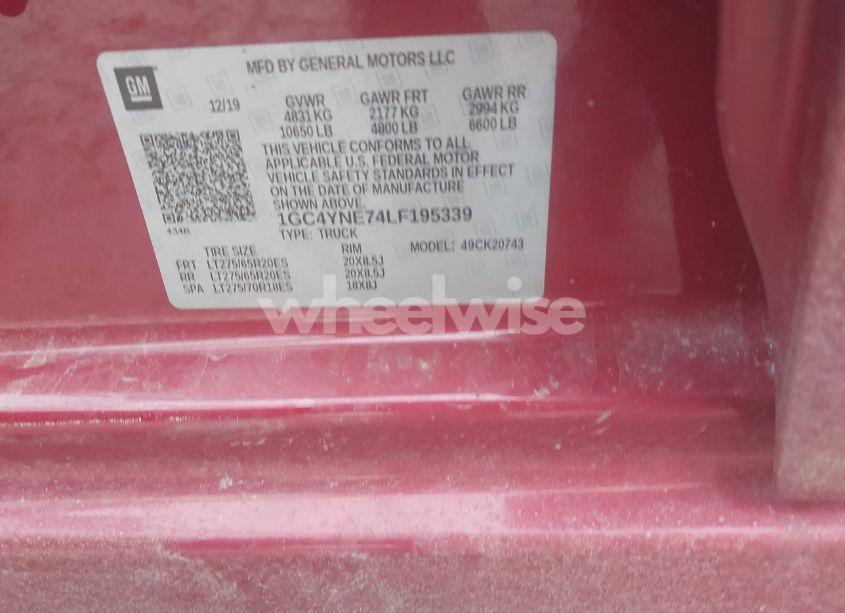 MFD BY GENERAL MOTORS LLC
GM
12/19 GVWR GAWR FRT GAWR RR
4831 KG 2177 KG 2994 KG
10650 LB 4800 LB 6600 LB
THIS VEHICLE CONFORMS TO ALL
APPLICABLE U.S. FEDERAL MOTOR
VEHICLE SAFETY STANDARDS IN EFFECT
ON THE DATE OF MANUFACTURE
SHOWN ABOVE.
1GC4YNE74LF195339
434B
TYPE: TRUCK MODEL: 49CK20743
TIRE SIZE RIM
FRT LT275/65R20ES 20X8.5J
RR LT275/65R20ES 20X8.5J
SPA LT275/70R18ES 18X8J
wheelwise